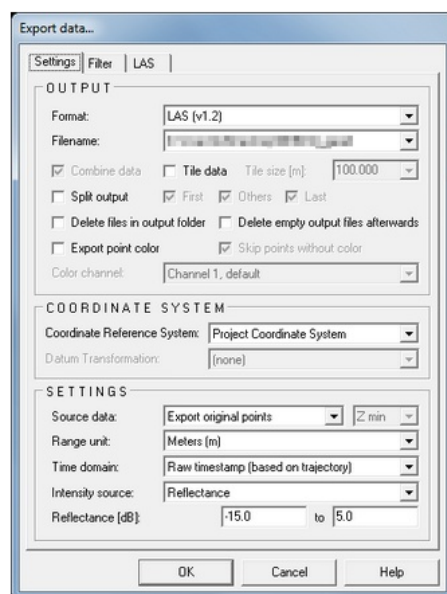 Export data...
Settings Filter LAS
OUTPUT
Format: LAS (v1.2)
Filename:
Combine data Tile data Tile size [m]: 100.000
Split output First Others Last
Delete files in output folder Delete empty output files afterwards
Export point color Skip points without color
Color channel: Channel 1, default
COORDINATE SYSTEM
Coordinate Reference System: Project Coordinate System
Datum Transformation: (none)
SETTINGS
Source data: Export original points Z min
Range unit: Meters (m)
Time domain: Raw timestamp (based on trajectory)
Intensity source: Reflectance
Reflectance [dB]: -15.0 to 5.0
OK Cancel Help